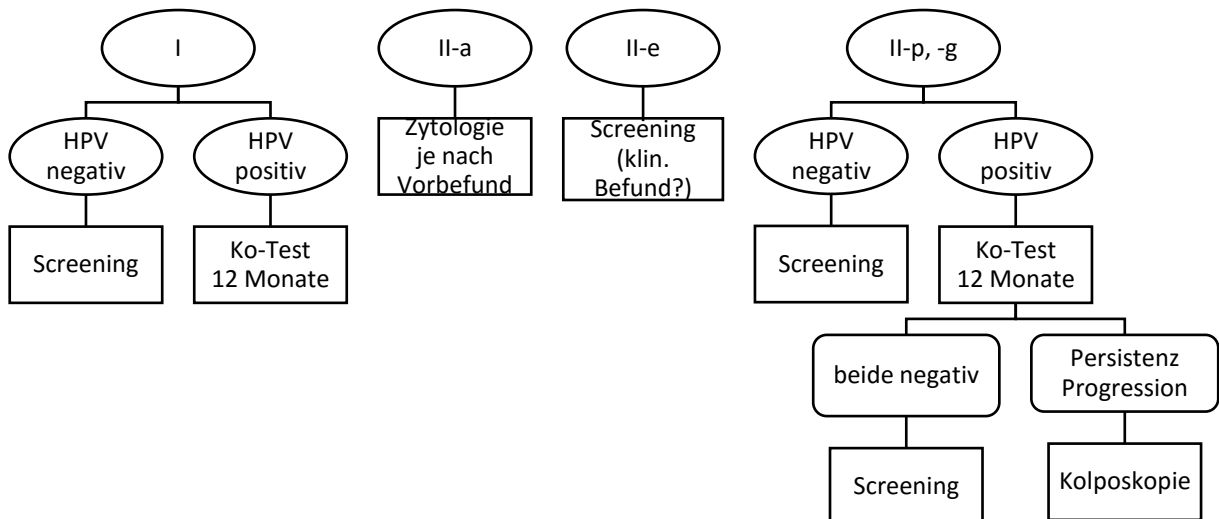 I
II-a
II-e
II-p, -g
HPV
negativ
HPV
positiv
Zytologie
je nach
Vorbefund
Screening
(klin.
Befund?)
HPV
negativ
HPV
positiv
Screening
Ko-Test
12 Monate
Screening
Ko-Test
12 Monate
beide negativ
Persistenz
Progression
Screening
Kolposkopie